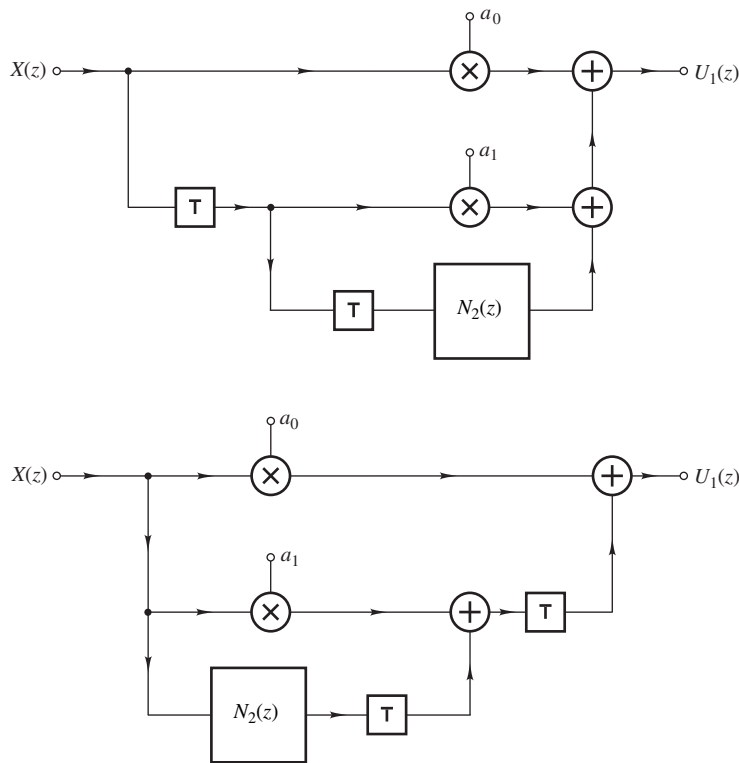 a₀
X(z) U₁(z)
a₁
T
T N₂(z)
a₀
X(z) U₁(z)
a₁
T
N₂(z) T